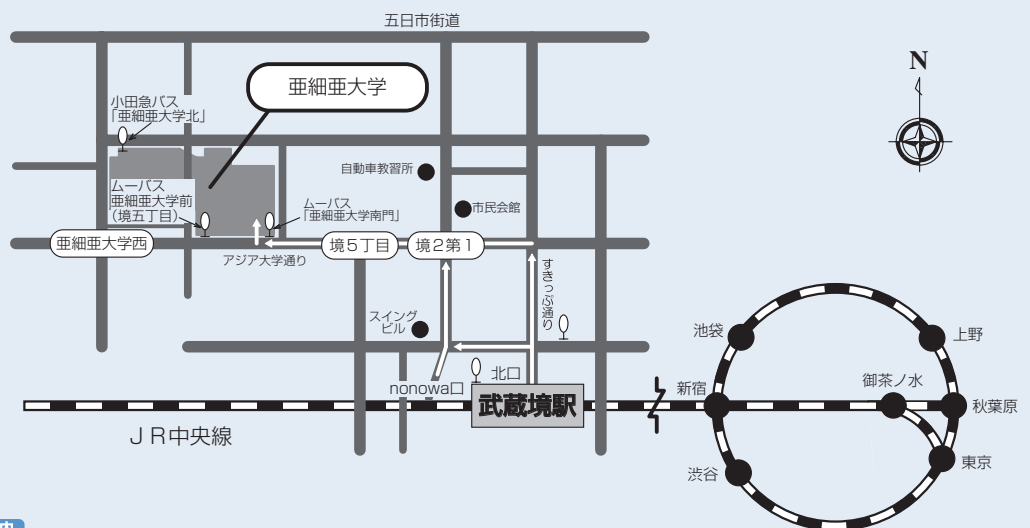 五日市街道
亜細亜大学
N
小田急バス
「亜細亜大学北」
自動車教習所
ムーバス
亜細亜大学前
（境五丁目）
ムーバス
「亜細亜大学南門」
市民会館
亜細亜大学西
境５丁目
境２第１
アジア大学通り
すきっぷ通り
スイング
ビル
池袋
上野
北口
nonowa口
新宿
御茶ノ水
武蔵境駅
秋葉原
ＪＲ中央線
渋谷
東京